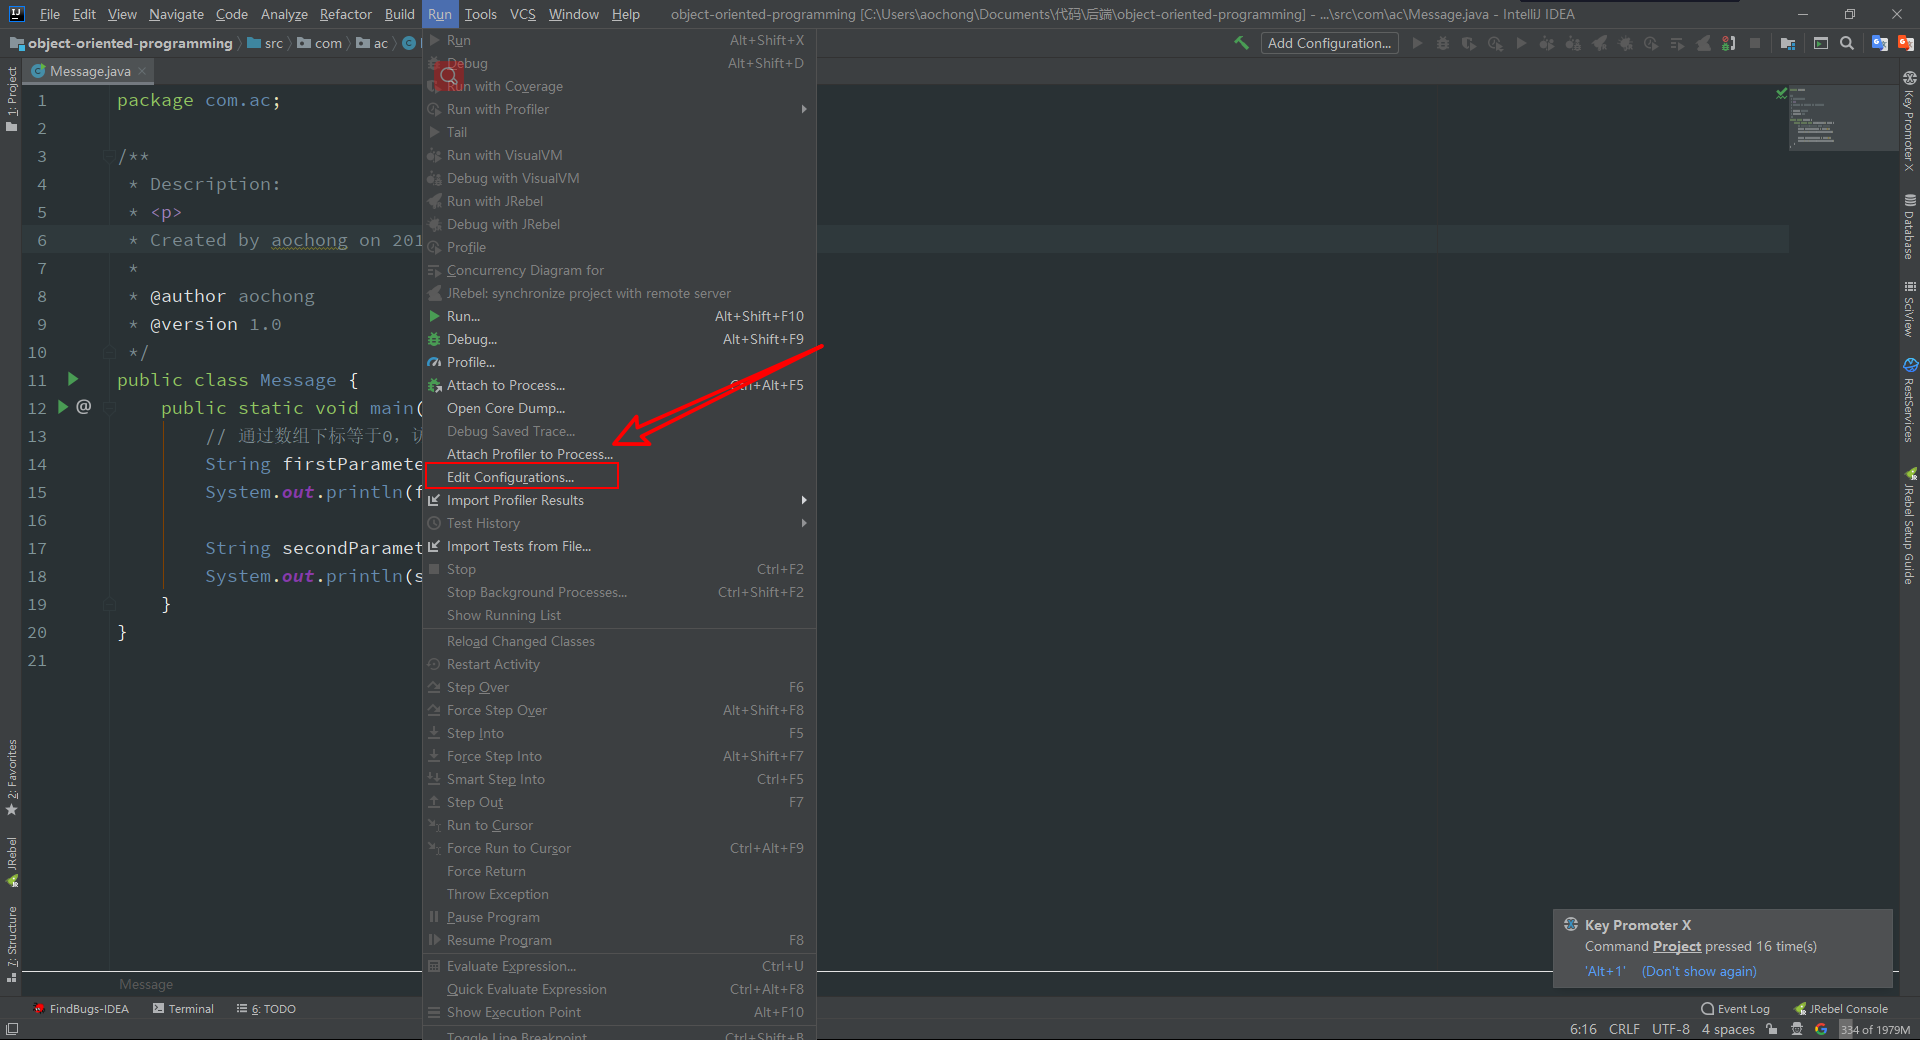 File Edit View Navigate Code Analyze Refactor Build Run Tools VCS Window Help object-oriented-programming [C:\Users\aochong\Documents\代码\后端\object-oriented-programming] - ...\src\com\ac\Message.java - IntelliJ IDEA
object-oriented-programming src com ac Add Configuration...
Message.java
1: Project
1 package com.ac;
2
3 /**
4 * Description:
5 * <p>
6 * Created by aochong on 201
7 *
8 * @author aochong
9 * @version 1.0
10 */
11 public class Message {
12 @ public static void main(
13 // 通过数组下标等于0，访
14 String firstParamete
15 System.out.println(f
16
17 String secondParamet
18 System.out.println(s
19 }
20 }
21
Run Alt+Shift+X
Debug Alt+Shift+D
Run with Coverage
Run with Profiler
Tail
Run with VisualVM
Debug with VisualVM
Run with JRebel
Debug with JRebel
Profile
Concurrency Diagram for
JRebel: synchronize project with remote server
Run... Alt+Shift+F10
Debug... Alt+Shift+F9
Profile...
Attach to Process... Ctrl+Alt+F5
Open Core Dump...
Debug Saved Trace...
Attach Profiler to Process...
Edit Configurations...
Import Profiler Results
Test History
Import Tests from File...
Stop Ctrl+F2
Stop Background Processes... Ctrl+Shift+F2
Show Running List
Reload Changed Classes
Restart Activity
Step Over F6
Force Step Over Alt+Shift+F8
Step Into F5
Force Step Into Alt+Shift+F7
Smart Step Into Ctrl+F5
Step Out F7
Run to Cursor
Force Run to Cursor Ctrl+Alt+F9
Force Return
Throw Exception
Pause Program
Resume Program F8
Evaluate Expression... Ctrl+U
Quick Evaluate Expression Ctrl+Alt+F8
Show Execution Point Alt+F10
Toggle Line Breakpoint Ctrl+Shift+B
Key Promoter X
Database
SciView
RestServices
JRebel Setup Guide
2: Favorites
JRebel
7: Structure
Key Promoter X
Command Project pressed 16 time(s)
'Alt+1' (Don't show again)
Message
FindBugs-IDEA Terminal 6: TODO Event Log JRebel Console
6:16 CRLF UTF-8 4 spaces 334 of 1979M